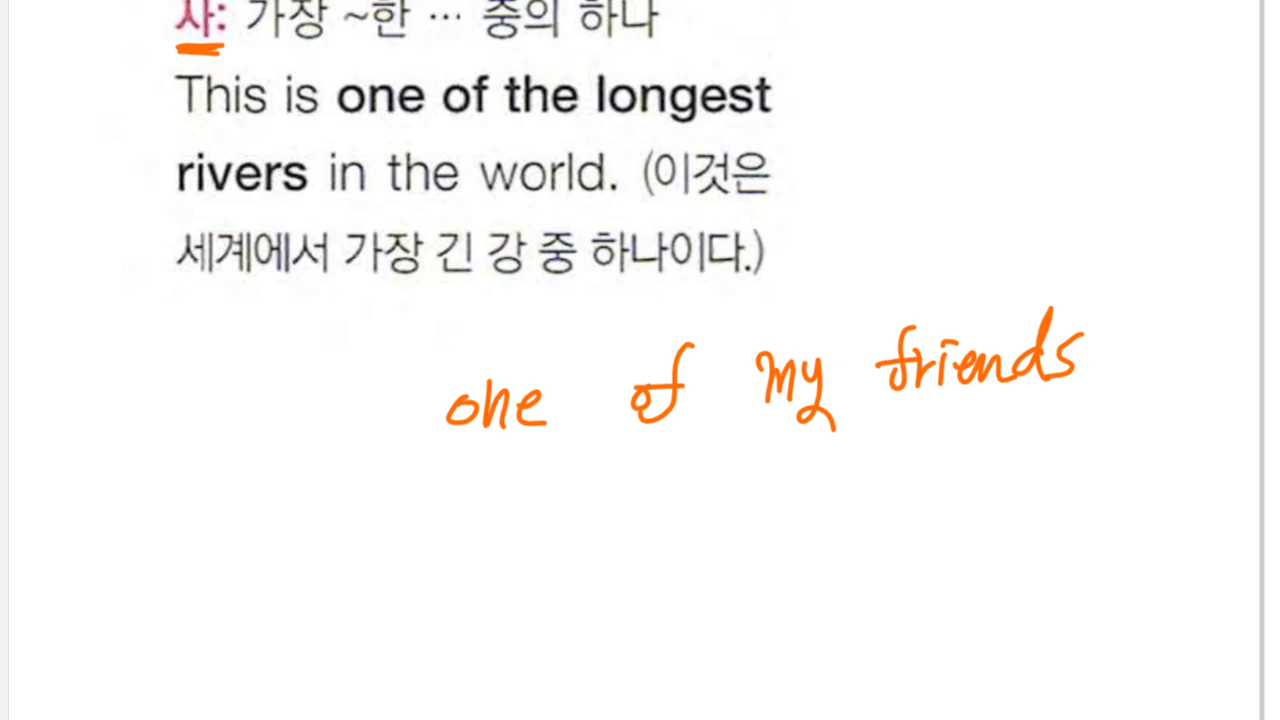 사: 가장 ~한 … 중의 하나
This is one of the longest
rivers in the world. (이것은
세계에서 가장 긴 강 중 하나이다.)
one of my friends